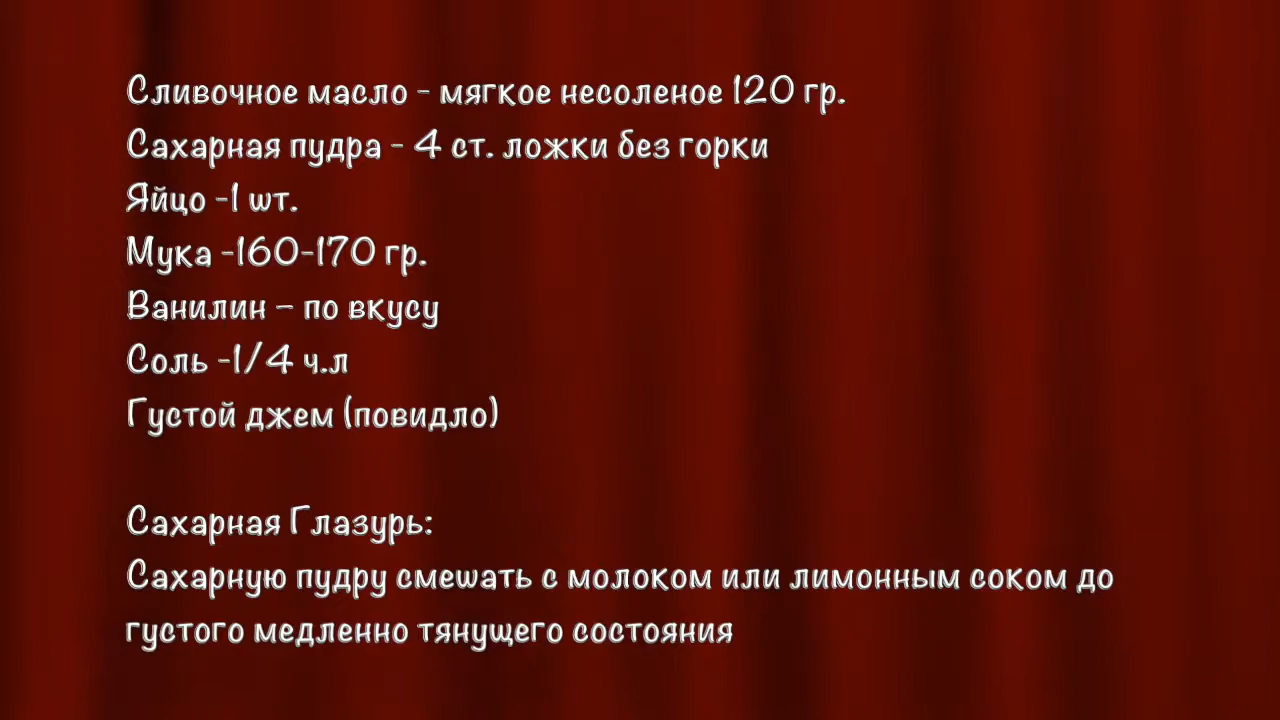 Сливочное масло - мягкое несоленое 120 гр.
Сахарная пудра - 4 ст. ложки без горки
Яйцо -1 шт.
Мука -160-170 гр.
Ванилин – по вкусу
Соль -1/4 ч.л
Густой джем (повидло)
Сахарная Глазурь:
Сахарную пудру смешать с молоком или лимонным соком до
густого медленно тянущего состояния